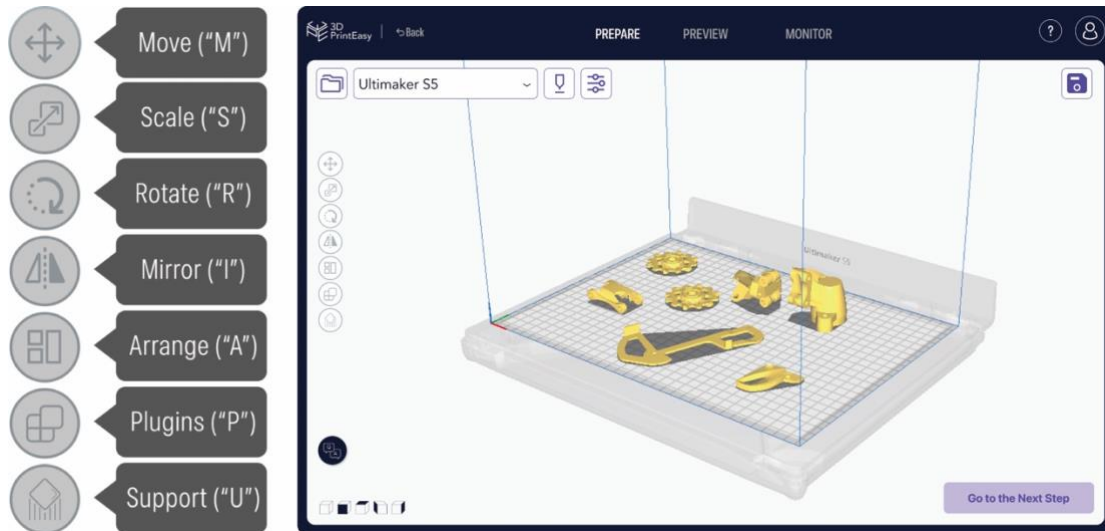 Move (“M”)
Scale (“S”)
Rotate (“R”)
Mirror (“I”)
Arrange (“A”)
Plugins (“P”)
Support (“U”)
3D
PrintEasy
Back
PREPARE
PREVIEW
MONITOR
?
Ultimaker S5
Ultimaker S5
Go to the Next Step